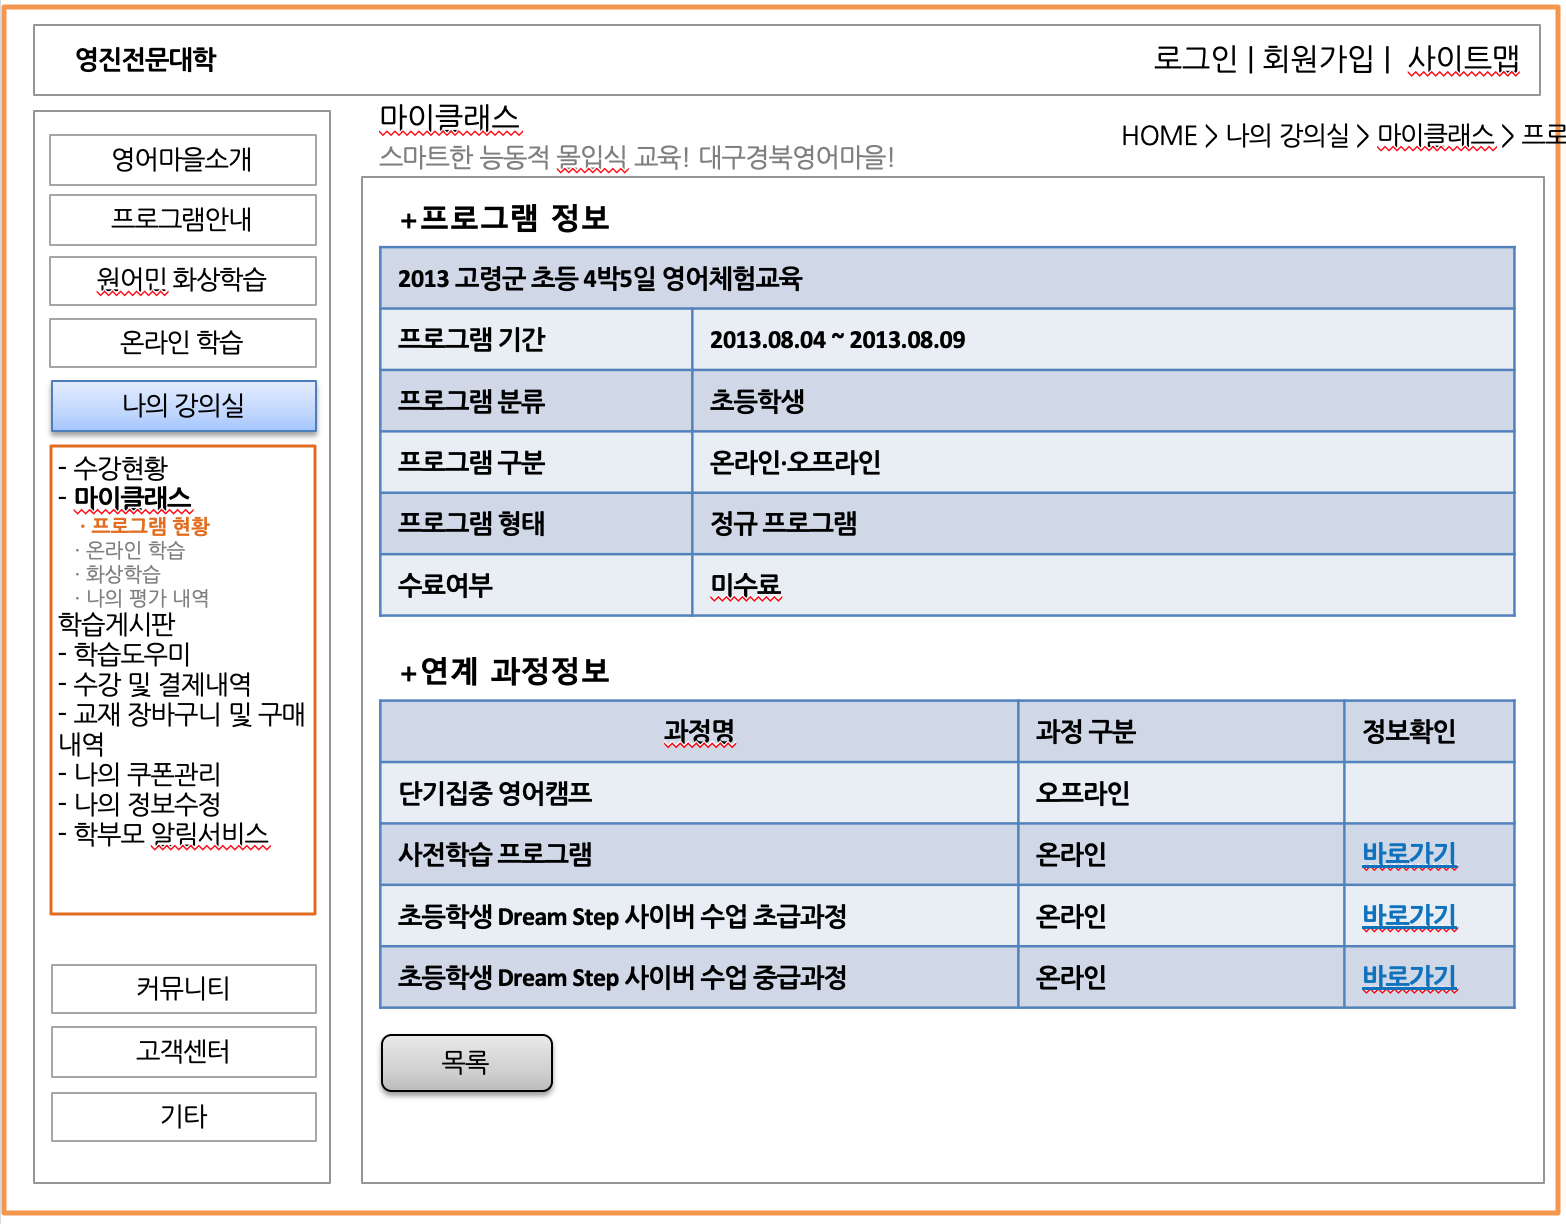 영진전문대학
로그인 | 회원가입 | 사이트맵
마이클래스
스마트한 능동적 몰입식 교육! 대구경북영어마을!
HOME > 나의 강의실 > 마이클래스 > 프로
영어마을소개
프로그램안내
원어민 화상학습
온라인 학습
나의 강의실
- 수강현황
- 마이클래스
· 프로그램 현황
· 온라인 학습
· 화상학습
· 나의 평가 내역
학습게시판
- 학습도우미
- 수강 및 결제내역
- 교재 장바구니 및 구매
내역
- 나의 쿠폰관리
- 나의 정보수정
- 학부모 알림서비스
커뮤니티
고객센터
기타
+프로그램 정보
2013 고령군 초등 4박5일 영어체험교육
프로그램 기간 2013.08.04 ~ 2013.08.09
프로그램 분류 초등학생
프로그램 구분 온라인·오프라인
프로그램 형태 정규 프로그램
수료여부 미수료
+연계 과정정보
과정명 과정 구분 정보확인
단기집중 영어캠프 오프라인
사전학습 프로그램 온라인 바로가기
초등학생 Dream Step 사이버 수업 초급과정 온라인 바로가기
초등학생 Dream Step 사이버 수업 중급과정 온라인 바로가기
목록